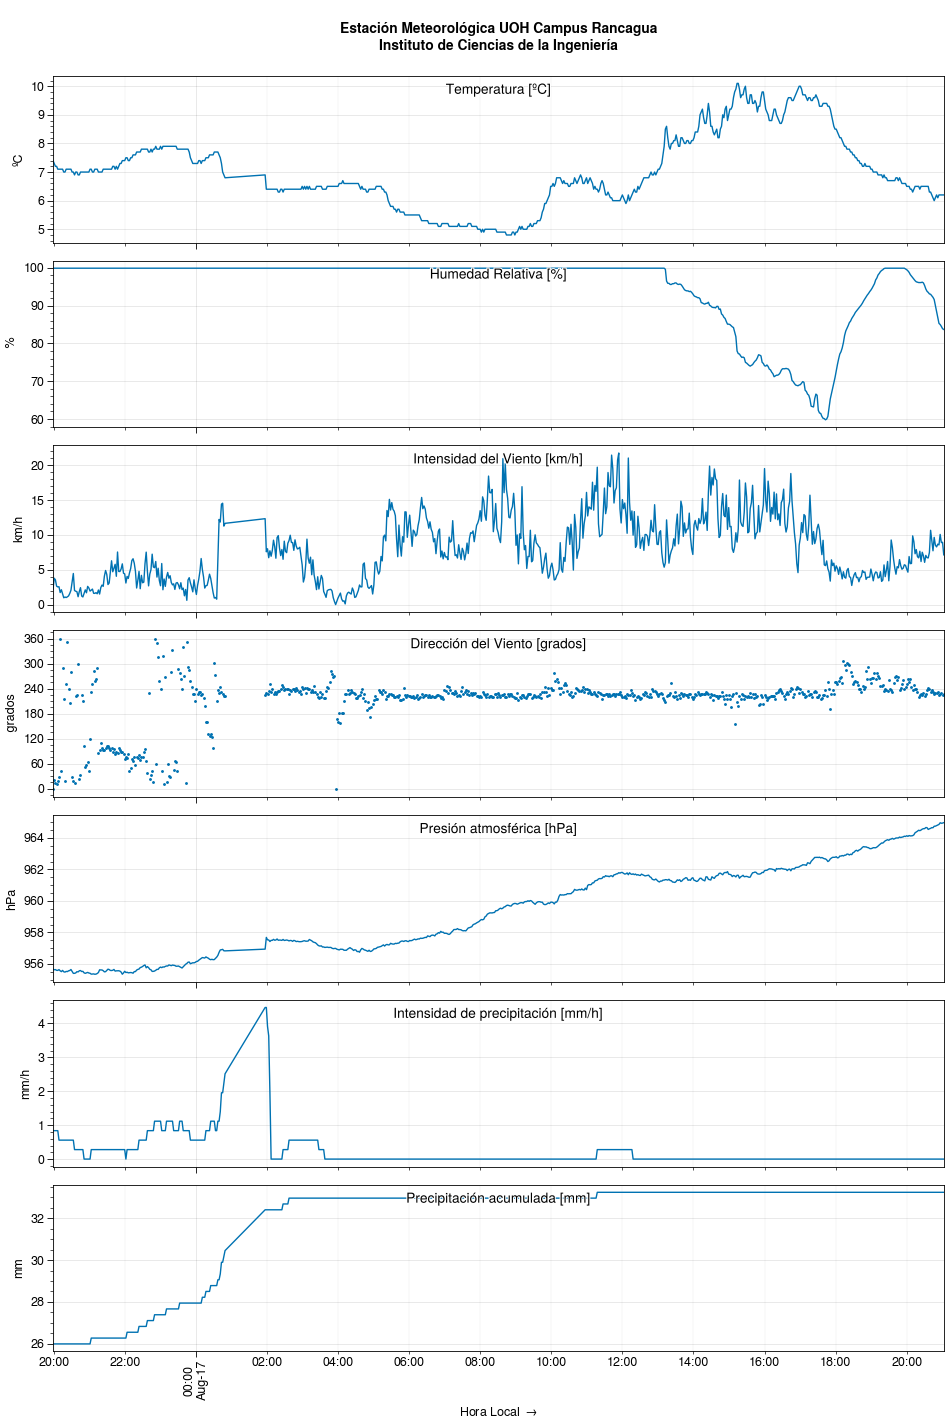 Estación Meteorológica UOH Campus Rancagua
Instituto de Ciencias de la Ingeniería
Temperatura [ºC]
ºC
10
9
8
7
6
5
Humedad Relativa [%]
%
100
90
80
70
60
Intensidad del Viento [km/h]
km/h
20
15
10
5
0
Dirección del Viento [grados]
grados
360
300
240
180
120
60
0
Presión atmosférica [hPa]
hPa
964
962
960
958
956
Intensidad de precipitación [mm/h]
mm/h
4
3
2
1
0
Precipitación acumulada [mm]
mm
32
30
28
26
20:00 22:00 00:00 02:00 04:00 06:00 08:00 10:00 12:00 14:00 16:00 18:00 20:00
Aug-17
Hora Local →